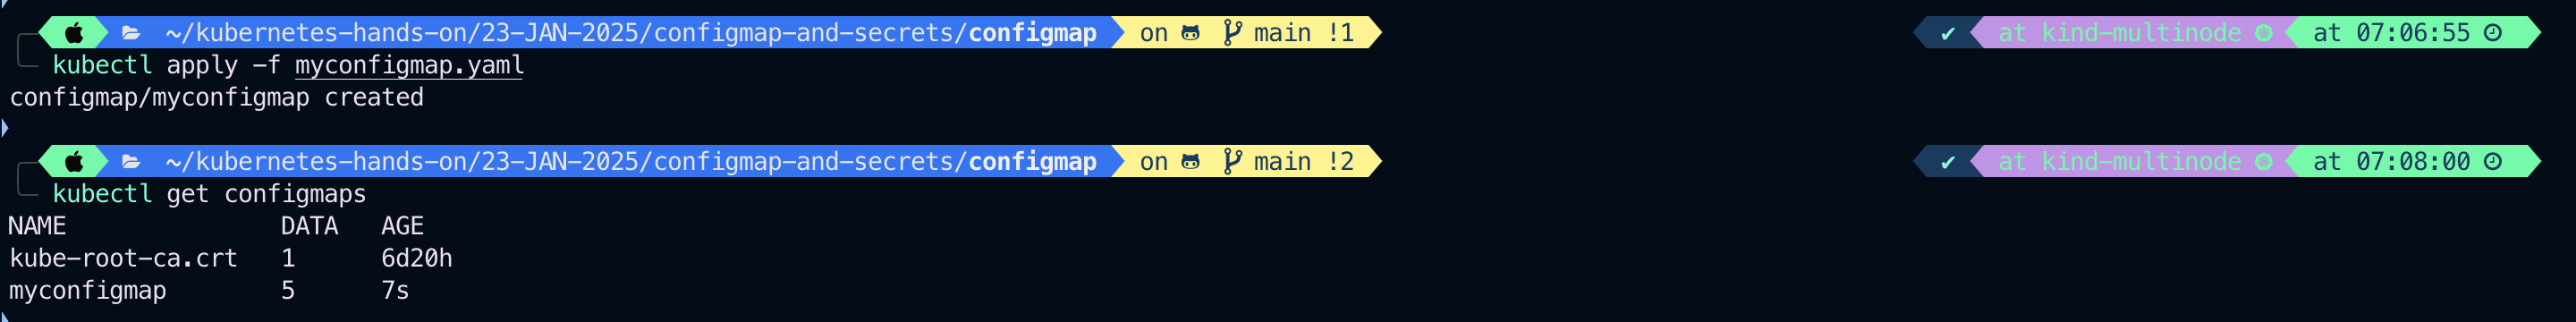 ~/kubernetes-hands-on/23-JAN-2025/configmap-and-secrets/configmap on main !1 ✔ at kind-multinode at 07:06:55
kubectl apply -f myconfigmap.yaml
configmap/myconfigmap created
~/kubernetes-hands-on/23-JAN-2025/configmap-and-secrets/configmap on main !2 ✔ at kind-multinode at 07:08:00
kubectl get configmaps
NAME DATA AGE
kube-root-ca.crt 1 6d20h
myconfigmap 5 7s